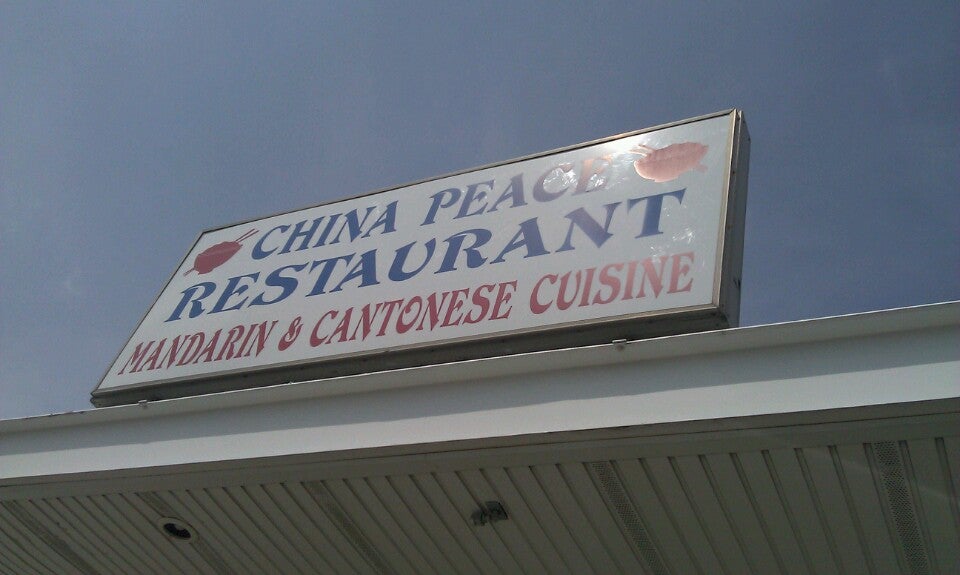 CHINA PEACE
RESTAURANT
MANDARIN & CANTONESE CUISINE